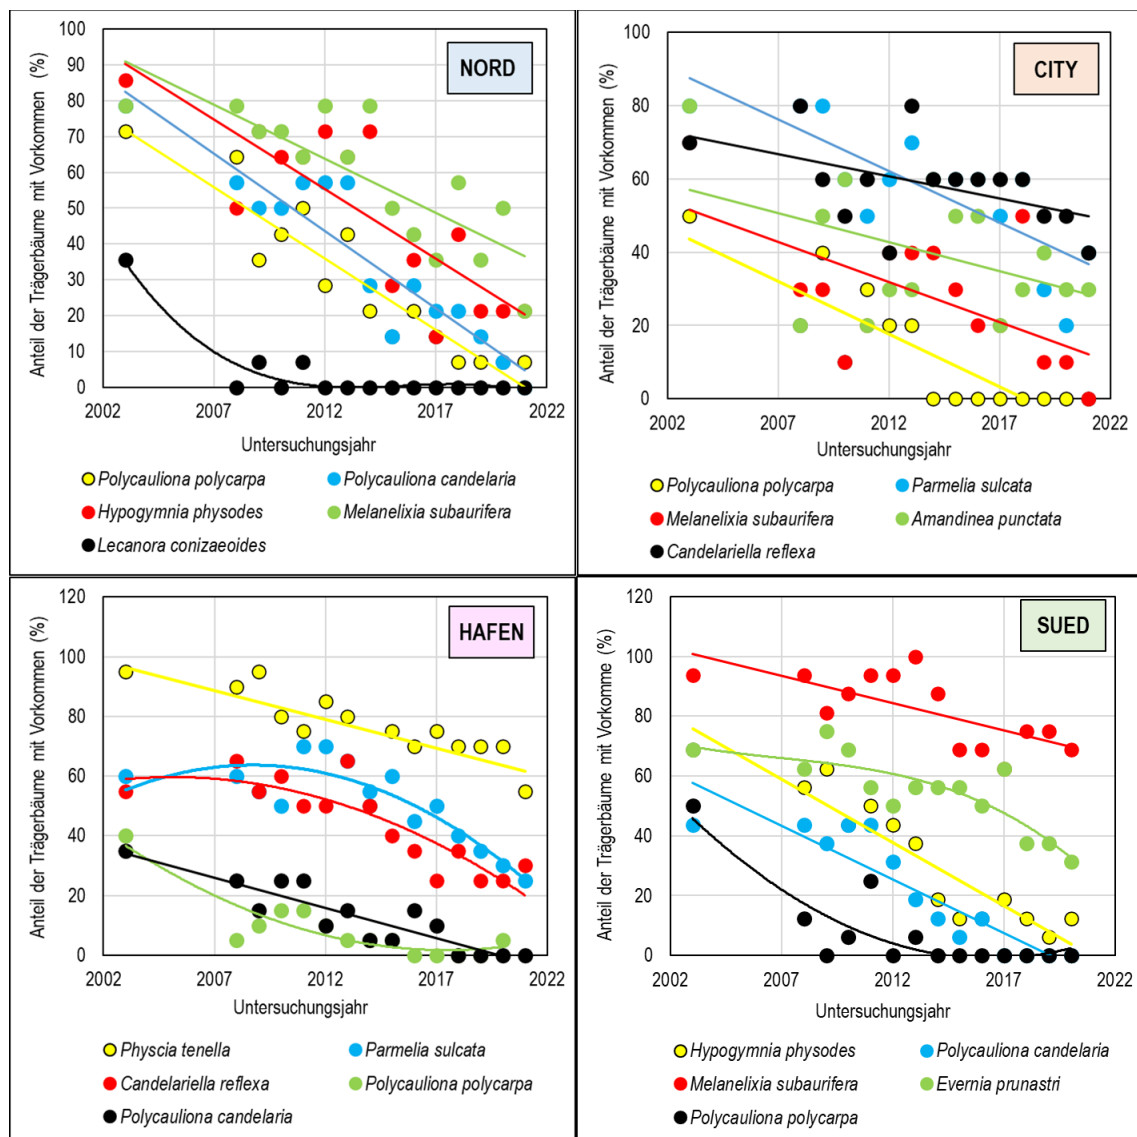 NORD
Anteil der Trägerbäume mit Vorkommen (%)
100
90
80
70
60
50
40
30
20
10
0
2002 2007 2012 2017 2022
Untersuchungsjahr
Polycauliona polycarpa Polycauliona candelaria
Hypogymnia physodes Melanelixia subaurifera
Lecanora conizaeoides
CITY
Anteil der Trägerbäume mit Vorkommen (%)
100
80
60
40
20
0
2002 2007 2012 2017 2022
Untersuchungsjahr
Polycauliona polycarpa Parmelia sulcata
Melanelixia subaurifera Amandinea punctata
Candelariella reflexa
HAFEN
Anteil der Trägerbäume mit Vorkommen (%)
120
100
80
60
40
20
0
2002 2007 2012 2017 2022
Untersuchungsjahr
Physcia tenella Parmelia sulcata
Candelariella reflexa Polycauliona polycarpa
Polycauliona candelaria
SUED
Anteil der Trägerbäume mit Vorkomme (%)
120
100
80
60
40
20
0
2002 2007 2012 2017 2022
Untersuchungsjahr
Hypogymnia physodes Polycauliona candelaria
Melanelixia subaurifera Evernia prunastri
Polycauliona polycarpa